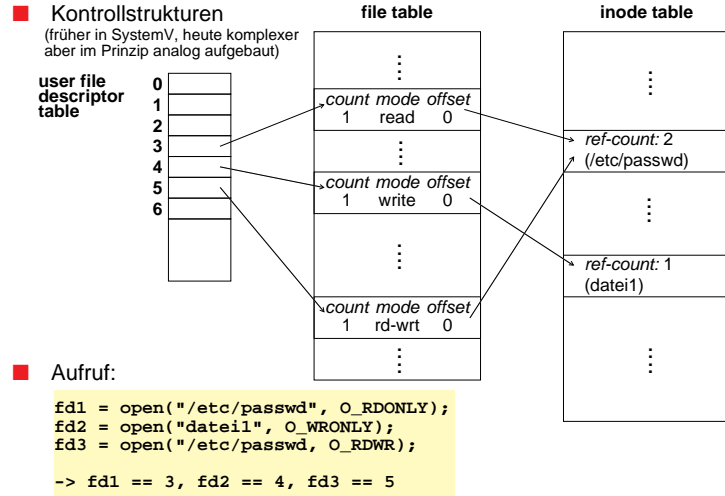 Kontrollstrukturen
(früher in SystemV, heute komplexer
aber im Prinzip analog aufgebaut)
user file
descriptor
table
0
1
2
3
4
5
6
file table
count mode offset
1 read 0
count mode offset
1 write 0
count mode offset
1 rd-wrt 0
inode table
ref-count: 2
(/etc/passwd)
ref-count: 1
(datei1)
Aufruf:
fd1 = open("/etc/passwd", O_RDONLY);
fd2 = open("datei1", O_WRONLY);
fd3 = open("/etc/passwd, O_RDWR);
-> fd1 == 3, fd2 == 4, fd3 == 5